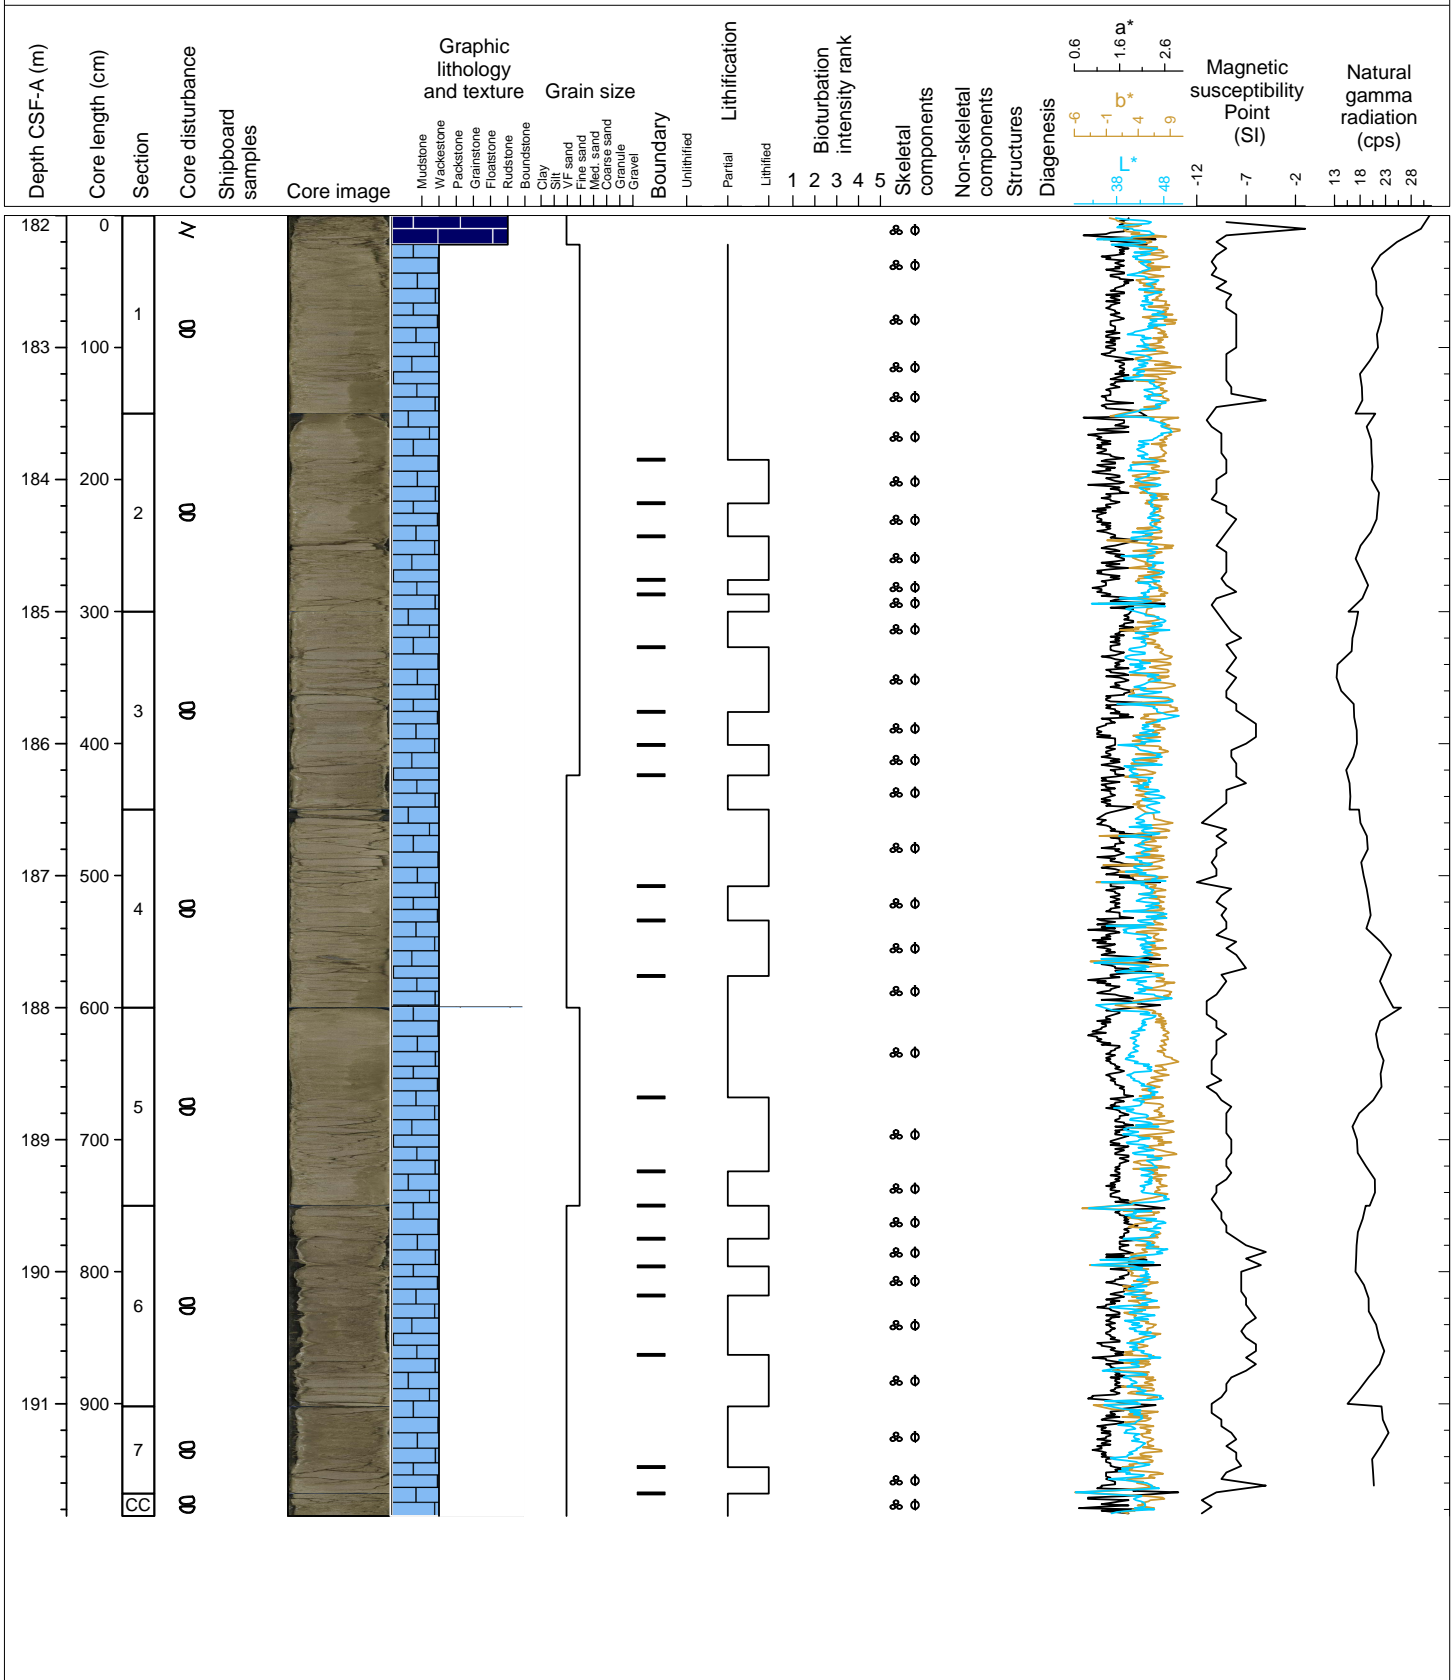 Depth CSF-A (m)
Core length (cm)
Section
Core disturbance
Shipboard
samples
Core image
Graphic
lithology
and texture
Mudstone
Wackestone
Packstone
Grainstone
Floatstone
Rudstone
Boundstone
Grain size
Clay
Silt
VF sand
Fine sand
Med. sand
Coarse sand
Granule
Gravel
Boundary
Lithification
Unlithified
Partial
Lithified
Bioturbation
intensity rank
1 2 3 4 5
Skeletal
components
Non-skeletal
components
Structures
Diagenesis
a*
0.6 1.6 2.6
b*
-6 -1 4 9
L*
38 48
Magnetic
susceptibility
Point
(SI)
-12 -7 -2
Natural
gamma
radiation
(cps)
13 18 23 28
182 0
1
183 100
184 200
2
185 300
3
186 400
187 500
4
188 600
5
189 700
190 800
6
191 900
7
CC